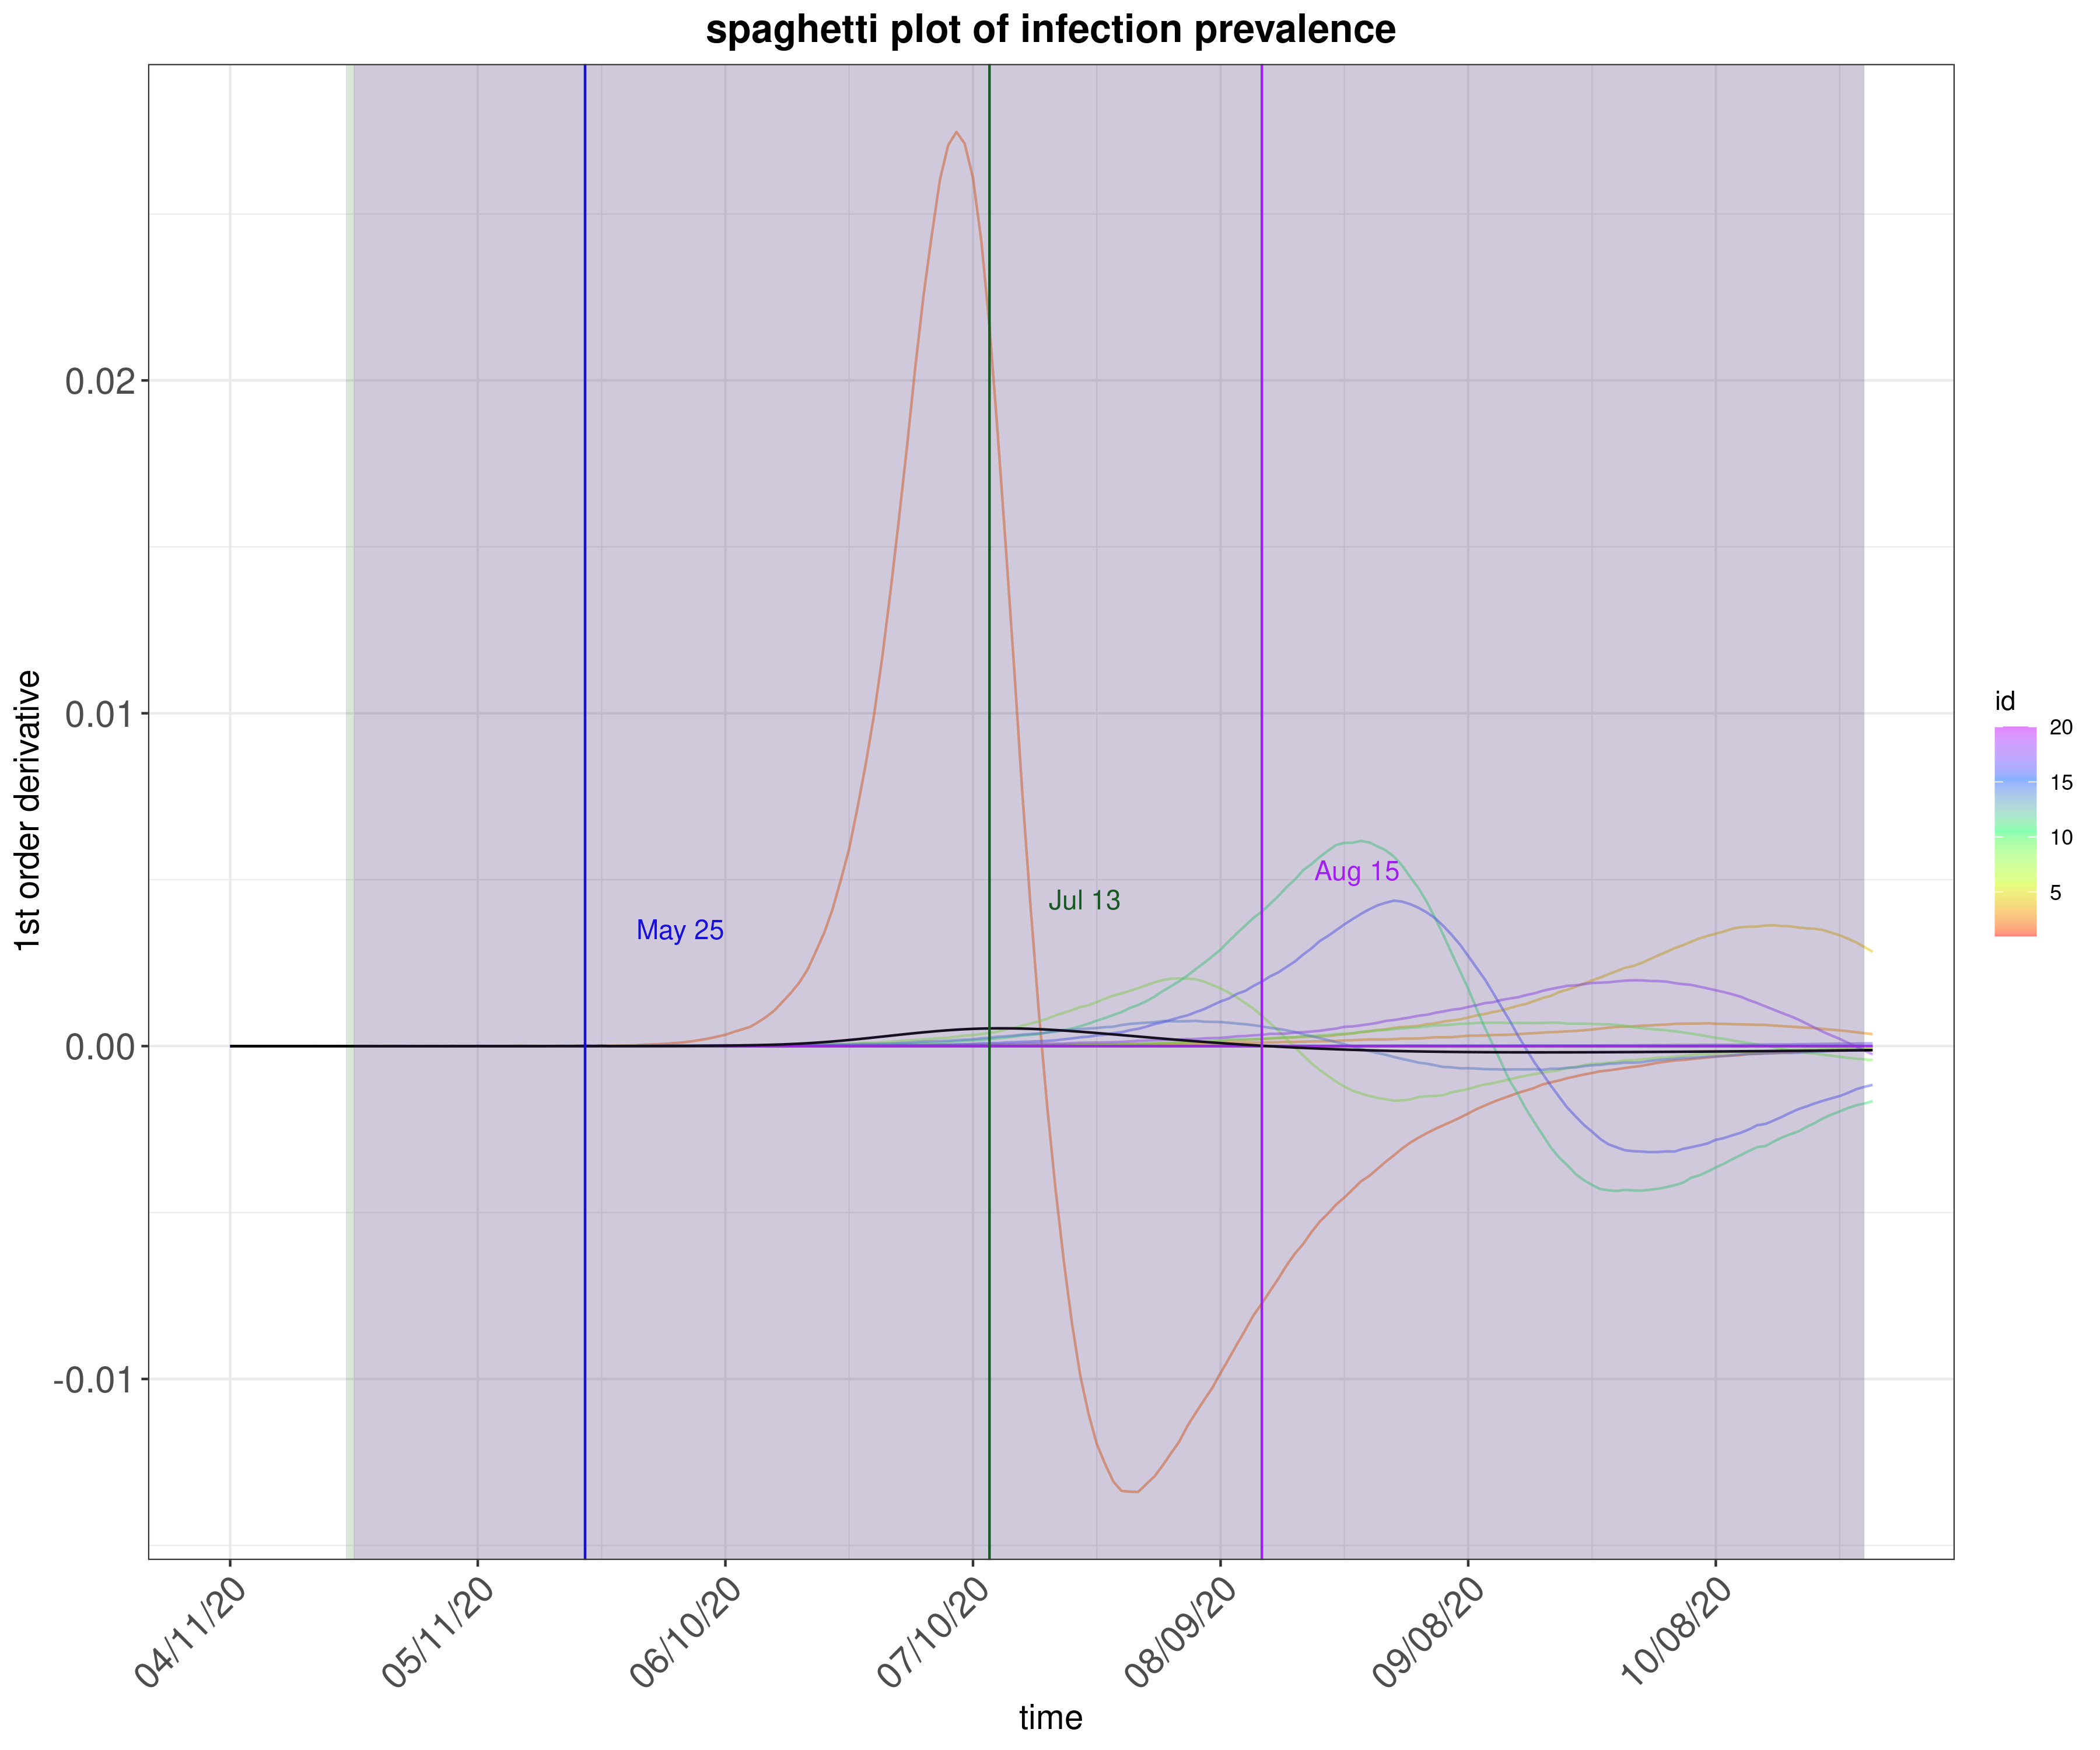 spaghetti plot of infection prevalence
1st order derivative
0.02
0.01
0.00
-0.01
May 25
Jul 13
Aug 15
04/11/20
05/11/20
06/10/20
07/10/20
08/09/20
09/08/20
10/08/20
time
id
20
15
10
5